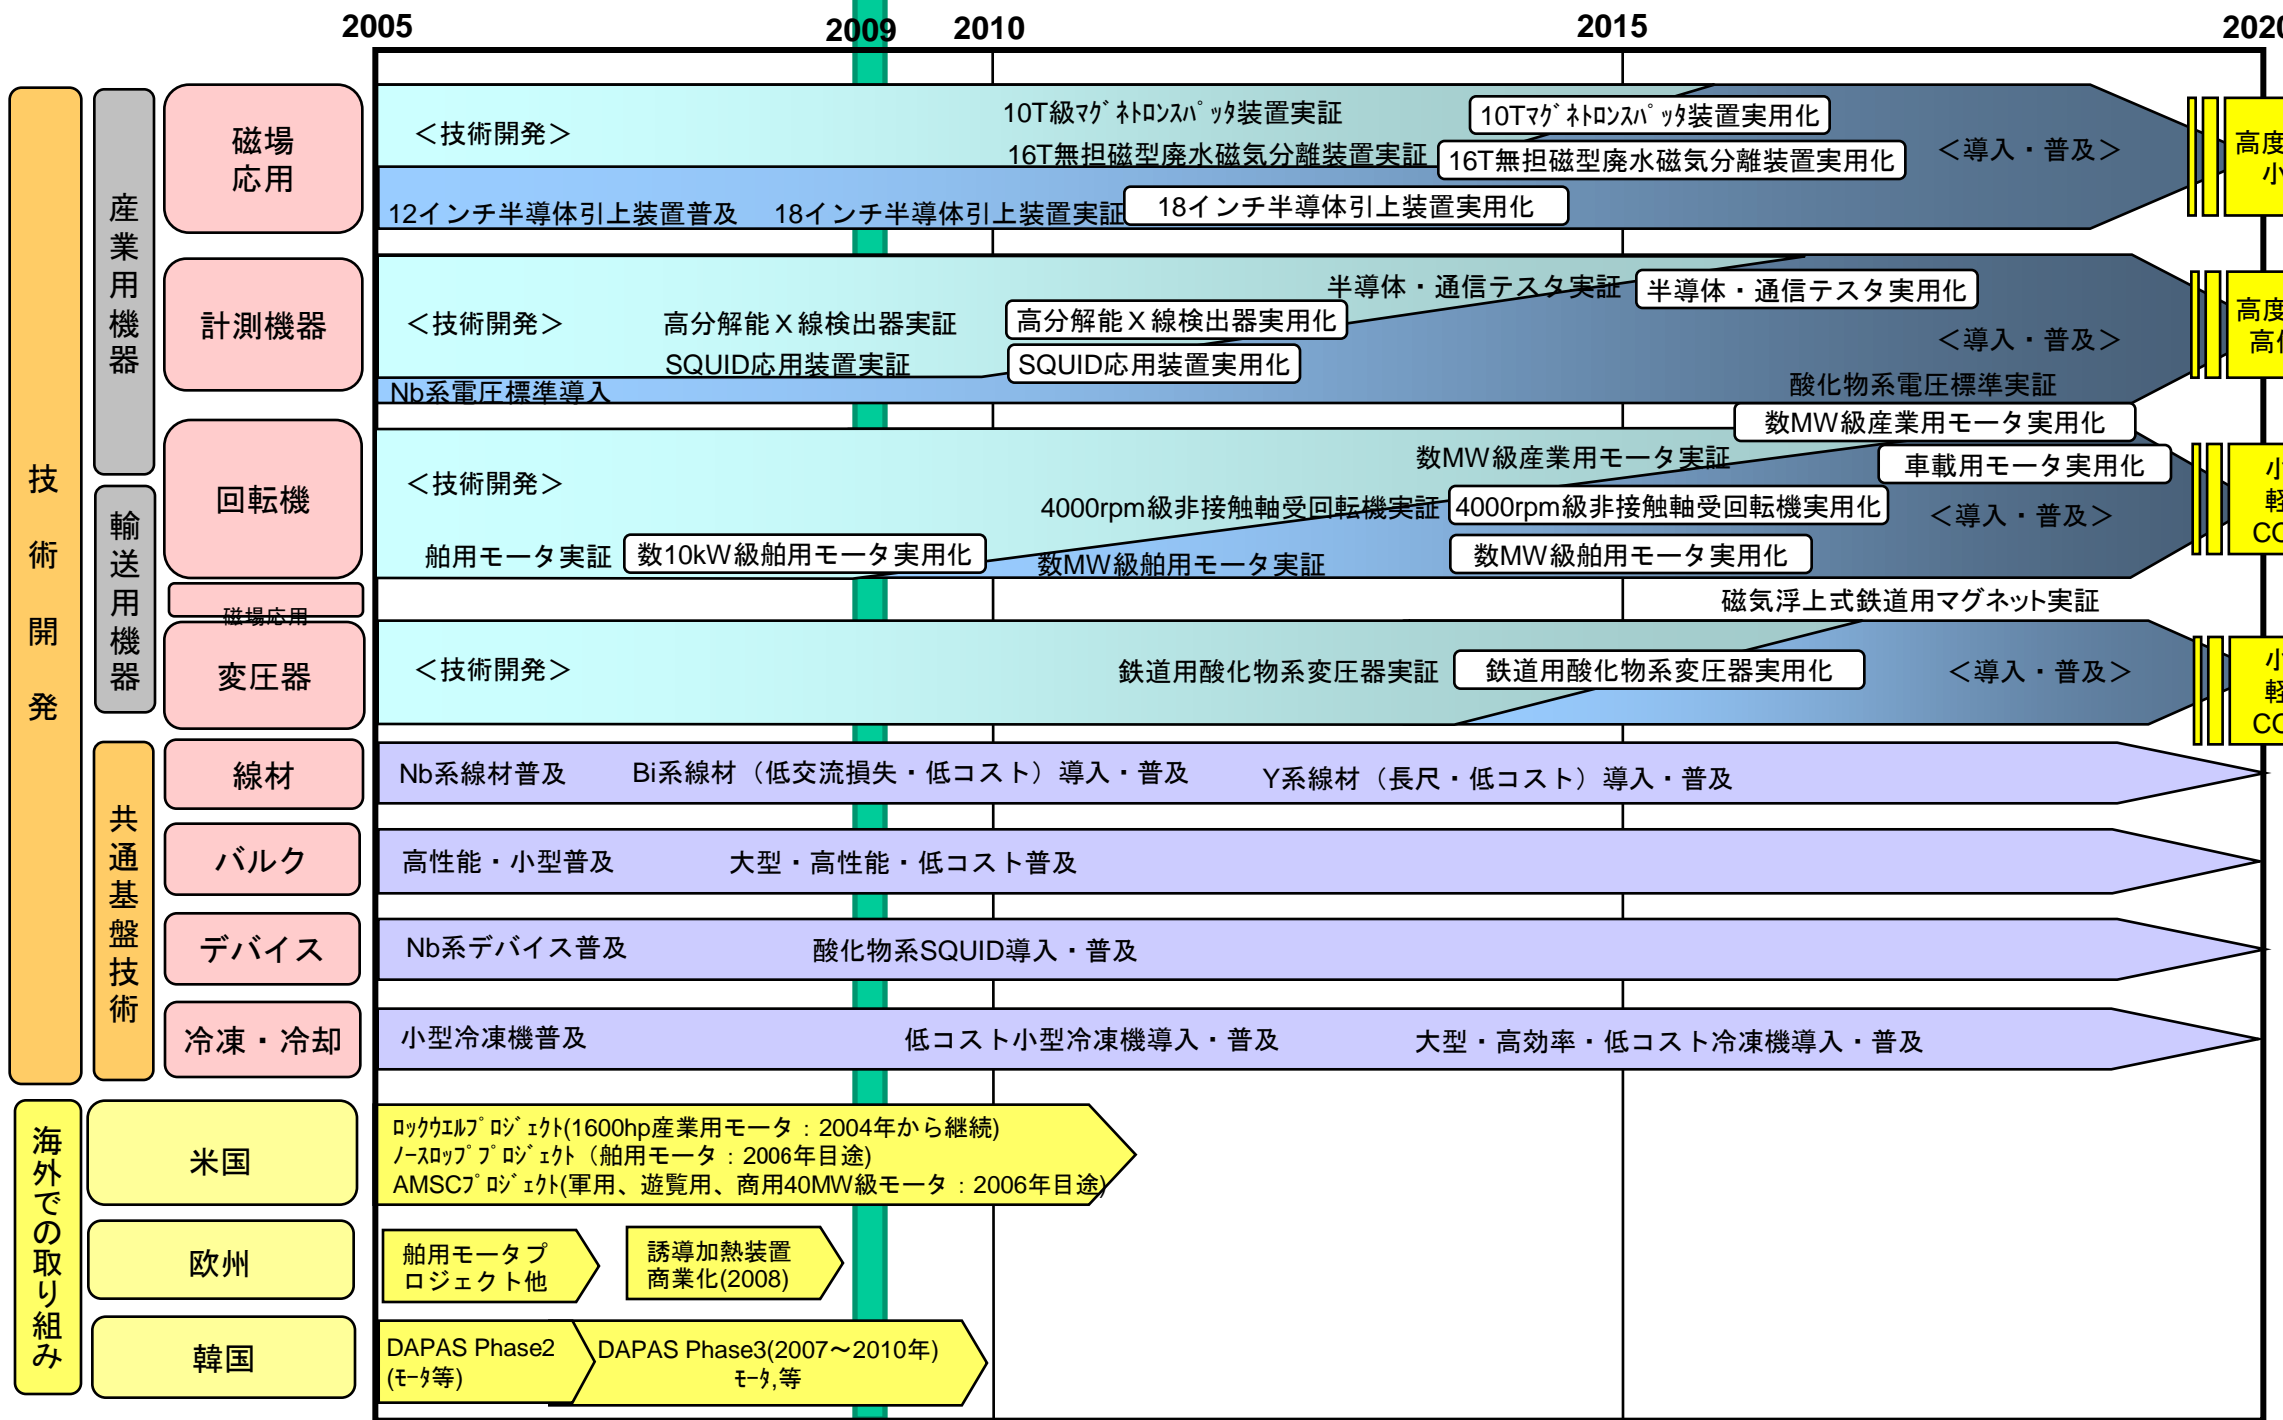 2005
2009
2010
2015
2020
技術開発
産業用機器
輸送用機器
共通基盤技術
磁場
応用
＜技術開発＞
10T級ﾏｸﾞﾈﾄﾛﾝｽﾊﾟｯﾀ装置実証
10Tﾏｸﾞﾈﾄﾛﾝｽﾊﾟｯﾀ装置実用化
16T無担磁型廃水磁気分離装置実証
16T無担磁型廃水磁気分離装置実用化
＜導入・普及＞
12インチ半導体引上装置普及
18インチ半導体引上装置実証
18インチ半導体引上装置実用化
高度
小
計測機器
＜技術開発＞
半導体・通信テスタ実証
半導体・通信テスタ実用化
高分解能Ｘ線検出器実証
高分解能Ｘ線検出器実用化
SQUID応用装置実証
SQUID応用装置実用化
＜導入・普及＞
Nb系電圧標準導入
酸化物系電圧標準実証
高度
高
回転機
＜技術開発＞
数MW級産業用モータ実証
数MW級産業用モータ実用化
車載用モータ実用化
4000rpm級非接触軸受回転機実証
4000rpm級非接触軸受回転機実用化
＜導入・普及＞
舶用モータ実証
数10kW級舶用モータ実用化
数MW級舶用モータ実証
数MW級舶用モータ実用化
小
軽
CO
磁場応用
磁気浮上式鉄道用マグネット実証
変圧器
＜技術開発＞
鉄道用酸化物系変圧器実証
鉄道用酸化物系変圧器実用化
＜導入・普及＞
小
軽
CO
線材
Nb系線材普及
Bi系線材（低交流損失・低コスト）導入・普及
Y系線材（長尺・低コスト）導入・普及
バルク
高性能・小型普及
大型・高性能・低コスト普及
デバイス
Nb系デバイス普及
酸化物系SQUID導入・普及
冷凍・冷却
小型冷凍機普及
低コスト小型冷凍機導入・普及
大型・高効率・低コスト冷凍機導入・普及
海外での取り組み
米国
ﾛｯｸｳｴﾙﾌﾟﾛｼﾞｪｸﾄ(1600hp産業用モータ：2004年から継続)
ﾉｰｽﾛｯﾌﾟﾌﾟﾛｼﾞｪｸﾄ（舶用モータ：2006年目途)
AMSCﾌﾟﾛｼﾞｪｸﾄ(軍用、遊覧用、商用40MW級モータ：2006年目途)
欧州
舶用モータプ
ロジェクト他
誘導加熱装置
商業化(2008)
韓国
DAPAS Phase2
(ﾓｰﾀ等)
DAPAS Phase3(2007～2010年)
ﾓｰﾀ,等